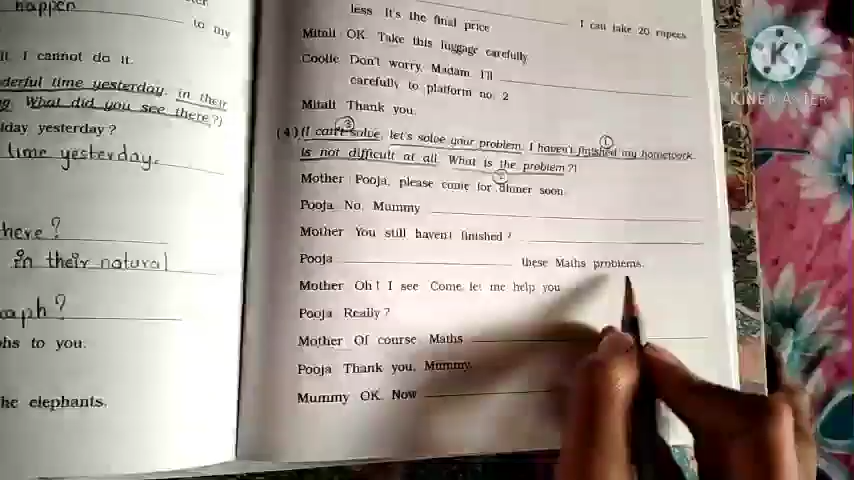 happen
to my
it. I cannot do it.
wonderful time yesterday, in their
What did you see there?)
yesterday?
time yesterday.
here?
in their natural
aph?
to you.
he elephants.
less It's the final price
I can take 20 rupees
Mitali OK. Take this luggage carefully
Coolie Don't worry, Madam. I'll
carefully to platform no. 2
Mitali Thank you.
(4) (I can't solve, let's solve your problem, I haven't finished my homework.
is not difficult at all. What is the problem?)
3
1
2
Mother : Pooja, please come for dinner soon.
Pooja No, Mummy
Mother You still haven't finished?
Pooja these Maths problems.
Mother Oh! I see Come, let me help you
Pooja Really?
Mother Of course Maths
Pooja Thank you, Mummy.
Mummy OK. Now
K
KINEMASTER